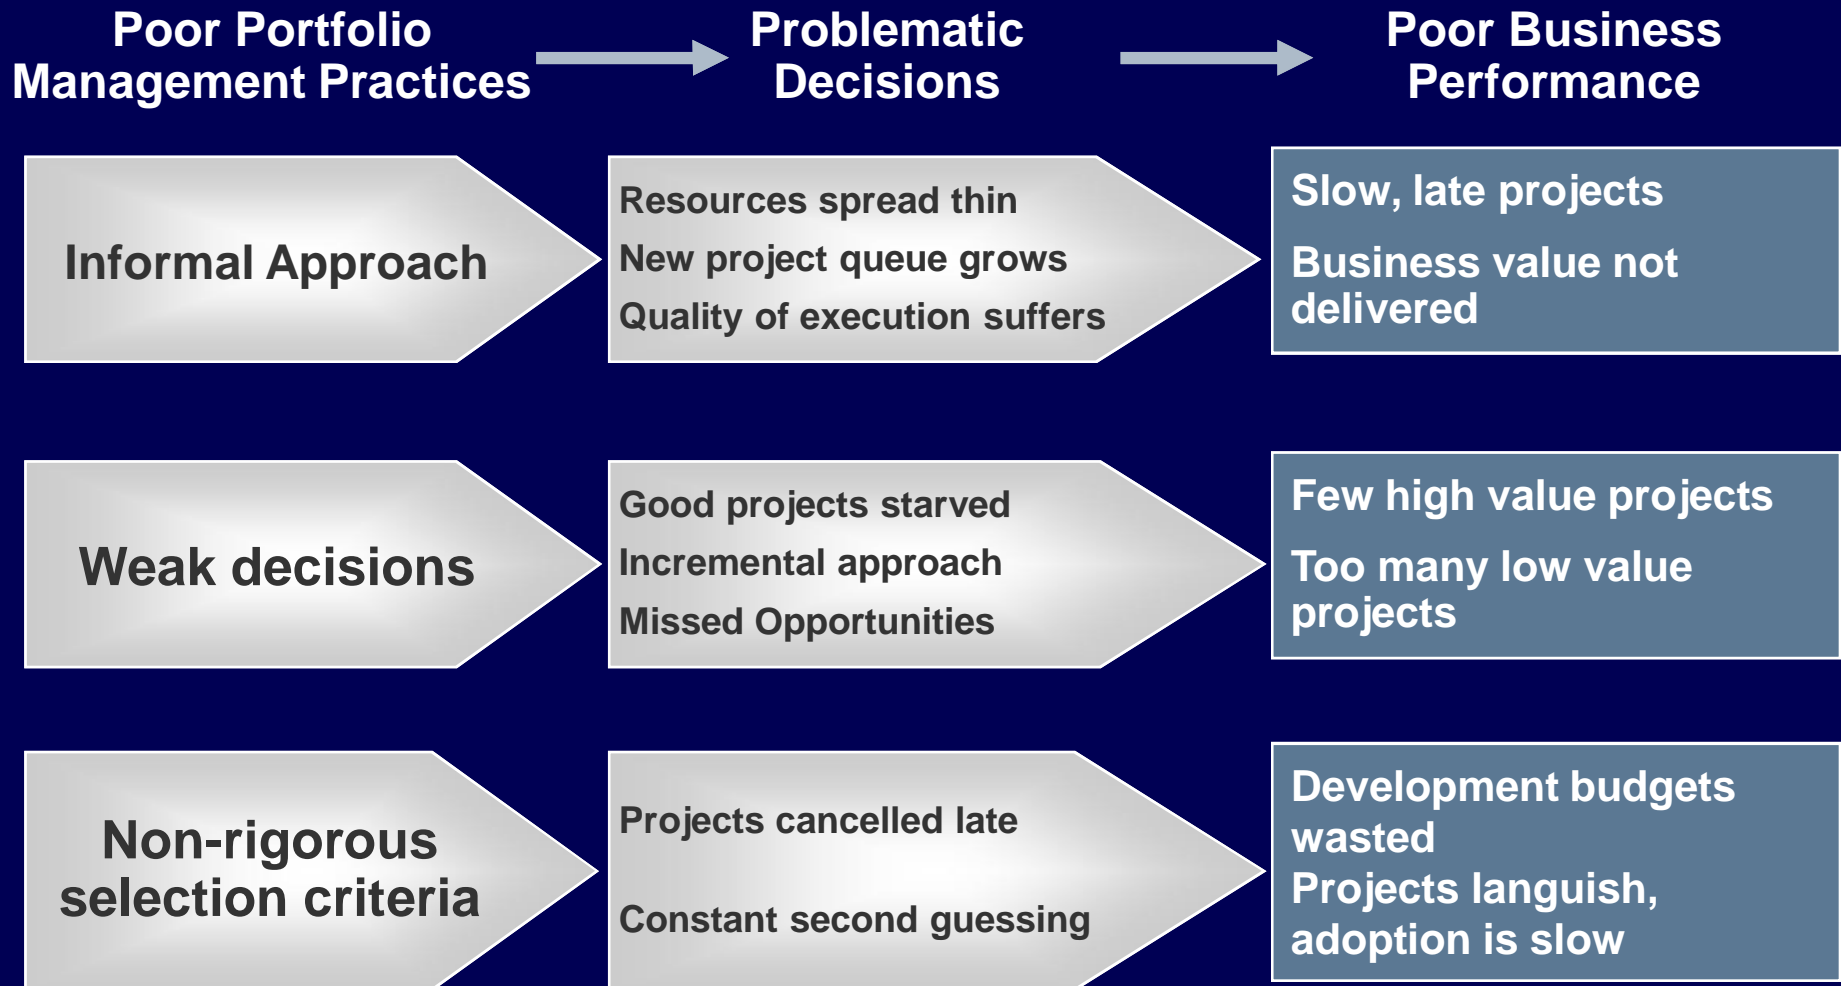 Poor Portfolio
Management Practices
Problematic
Decisions
Poor Business
Performance
Informal Approach
Resources spread thin
New project queue grows
Quality of execution suffers
Slow, late projects
Business value not
delivered
Weak decisions
Good projects starved
Incremental approach
Missed Opportunities
Few high value projects
Too many low value
projects
Non-rigorous
selection criteria
Projects cancelled late
Constant second guessing
Development budgets
wasted
Projects languish,
adoption is slow